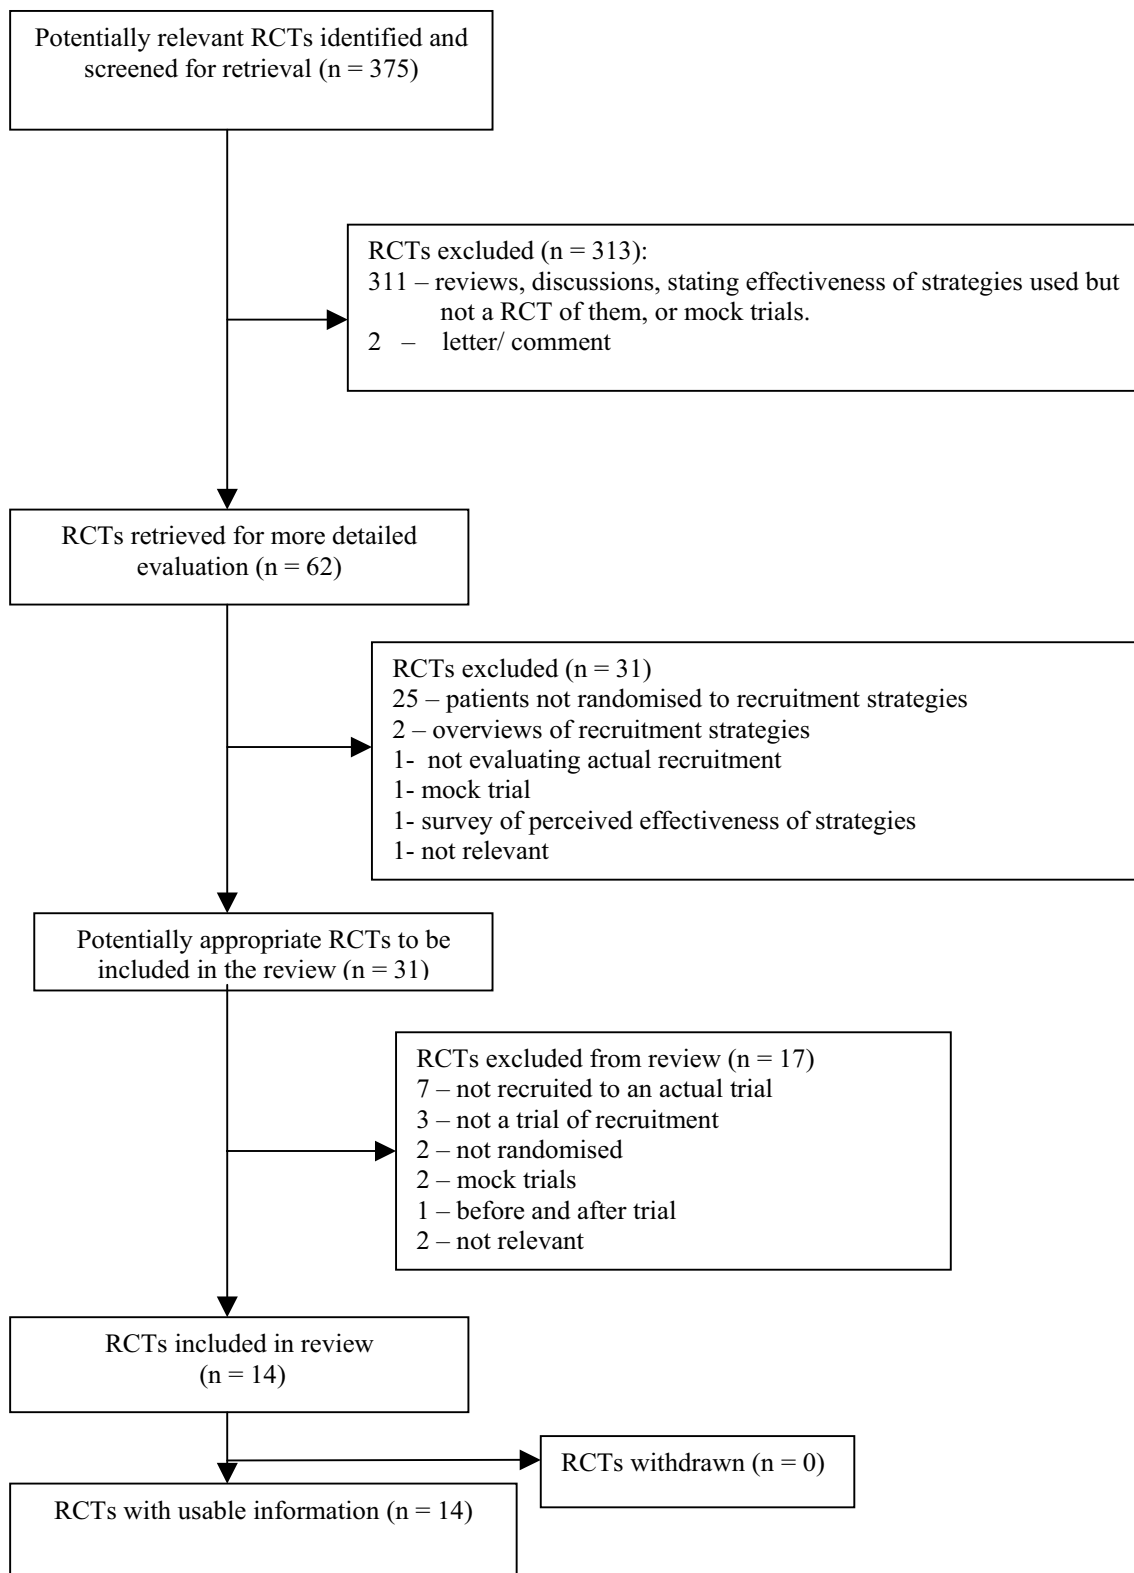 Potentially relevant RCTs identified and
screened for retrieval (n = 375)
RCTs excluded (n = 313):
311 – reviews, discussions, stating effectiveness of strategies used but
not a RCT of them, or mock trials.
2 – letter/ comment
RCTs retrieved for more detailed
evaluation (n = 62)
RCTs excluded (n = 31)
25 – patients not randomised to recruitment strategies
2 – overviews of recruitment strategies
1- not evaluating actual recruitment
1- mock trial
1- survey of perceived effectiveness of strategies
1- not relevant
Potentially appropriate RCTs to be
included in the review (n = 31)
RCTs excluded from review (n = 17)
7 – not recruited to an actual trial
3 – not a trial of recruitment
2 – not randomised
2 – mock trials
1 – before and after trial
2 – not relevant
RCTs included in review
(n = 14)
RCTs withdrawn (n = 0)
RCTs with usable information (n = 14)